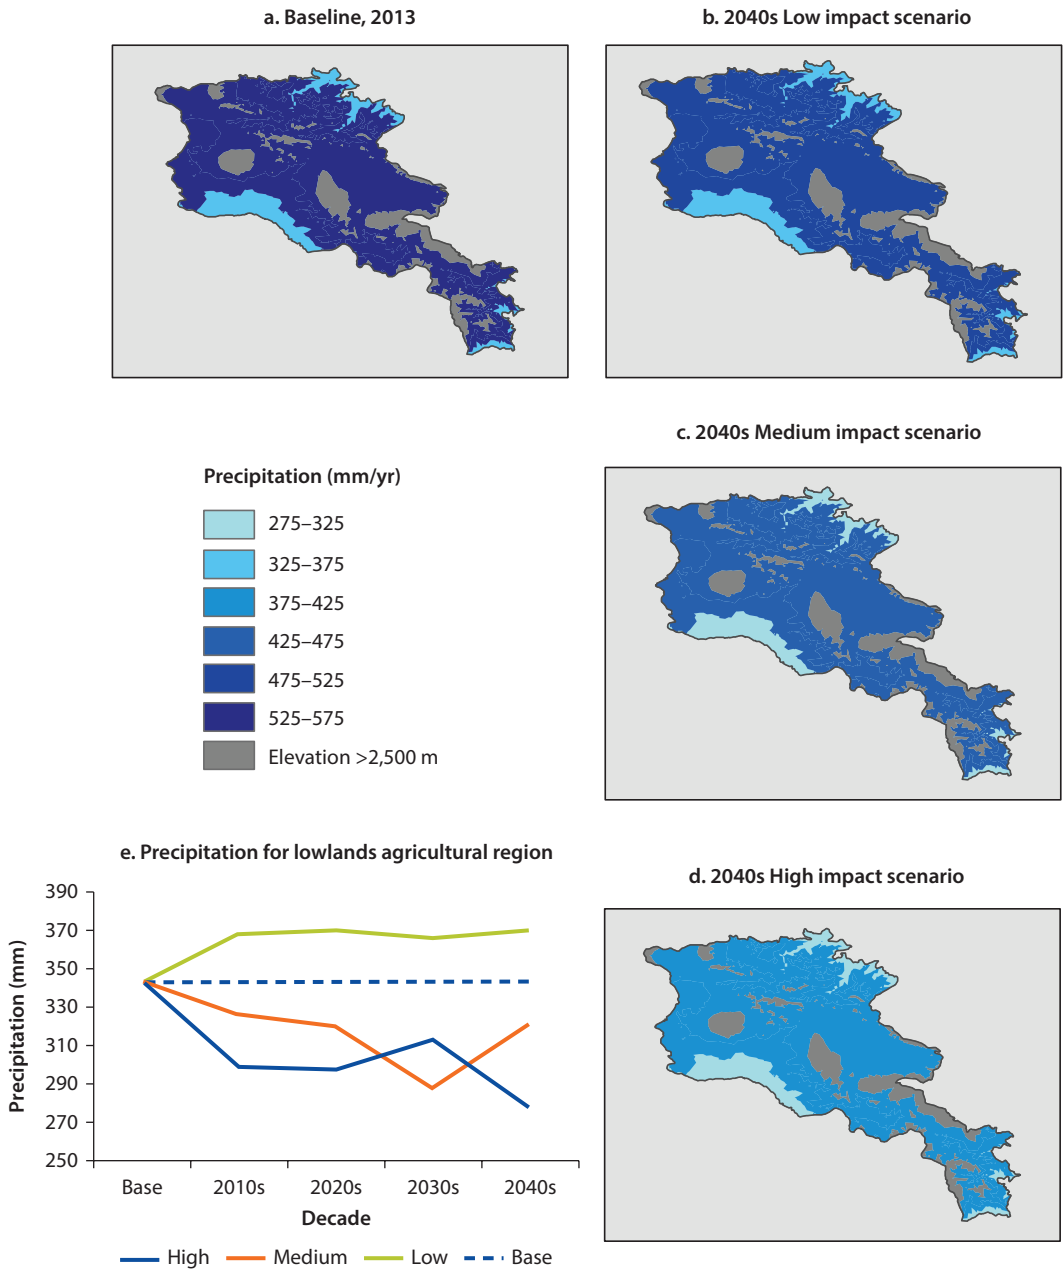 a. Baseline, 2013
b. 2040s Low impact scenario
c. 2040s Medium impact scenario
Precipitation (mm/yr)
275–325
325–375
375–425
425–475
475–525
525–575
Elevation >2,500 m
d. 2040s High impact scenario
e. Precipitation for lowlands agricultural region
Precipitation (mm)
390
370
350
330
310
290
270
250
Base
2010s
2020s
2030s
2040s
Decade
High
Medium
Low
Base